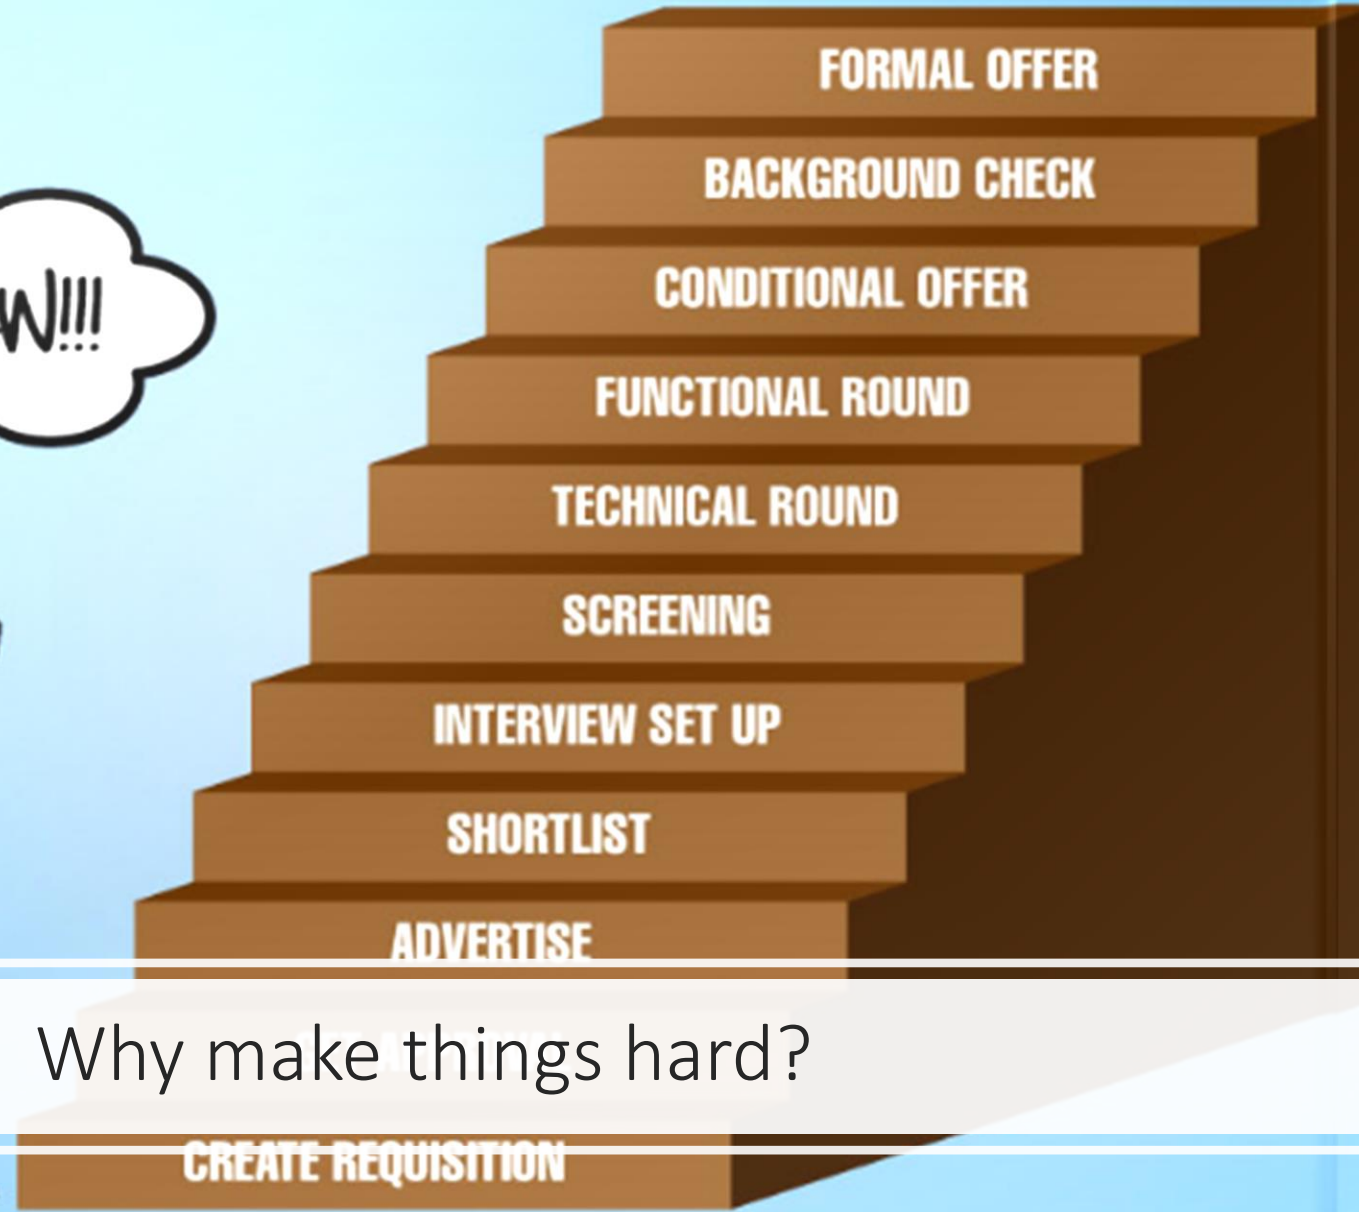 FORMAL OFFER
BACKGROUND CHECK
CONDITIONAL OFFER
W!!!
FUNCTIONAL ROUND
TECHNICAL ROUND
SCREENING
INTERVIEW SET UP
SHORTLIST
ADVERTISE
Why make things hard?
CREATE REQUISITION